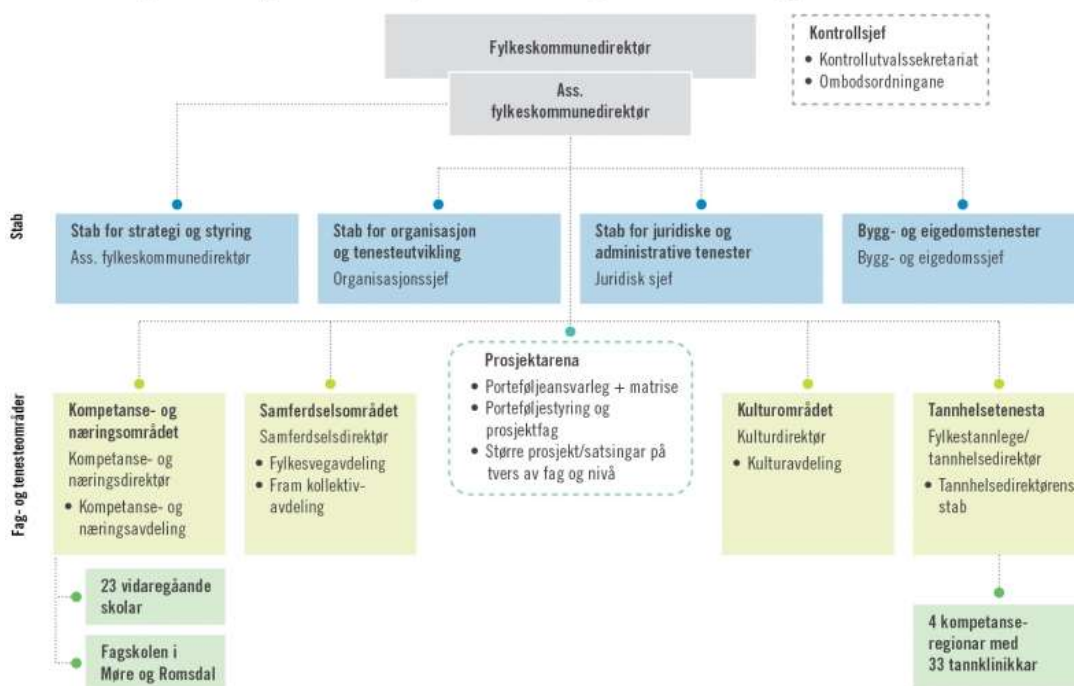 Fylkeskommunedirektør
Ass.
fylkeskommunedirektør
Kontrollsjef
• Kontrollutvalssekretariat
• Ombodsordningane
Stab
Stab for strategi og styring
Ass. fylkeskommunedirektør
Stab for organisasjon
og tenesteutvikling
Organisasjonssjef
Stab for juridiske og
administrative tenester
Juridisk sjef
Bygg- og eigedomstenester
Bygg- og eigedomssjef
Fag- og tenesteområder
Kompetanse- og
næringsområdet
Kompetanse- og
næringsdirektør
• Kompetanse- og
næringsavdeling
Samferdselsområdet
Samferdselsdirektør
• Fylkesvegavdeling
• Fram kollektiv-
avdeling
Prosjektarena
• Porteføljeansvarleg + matrise
• Porteføljestyring og
prosjektfag
• Større prosjekt/satsingar på
tvers av fag og nivå
Kulturområdet
Kulturdirektør
• Kulturavdeling
Tannhelsetenesta
Fylkestannlege/
tannhelsedirektør
• Tannhelsedirektørens
stab
23 vidaregåande
skolar
Fagskolen i
Møre og Romsdal
4 kompetanse-
regionar med
33 tannklinikkar